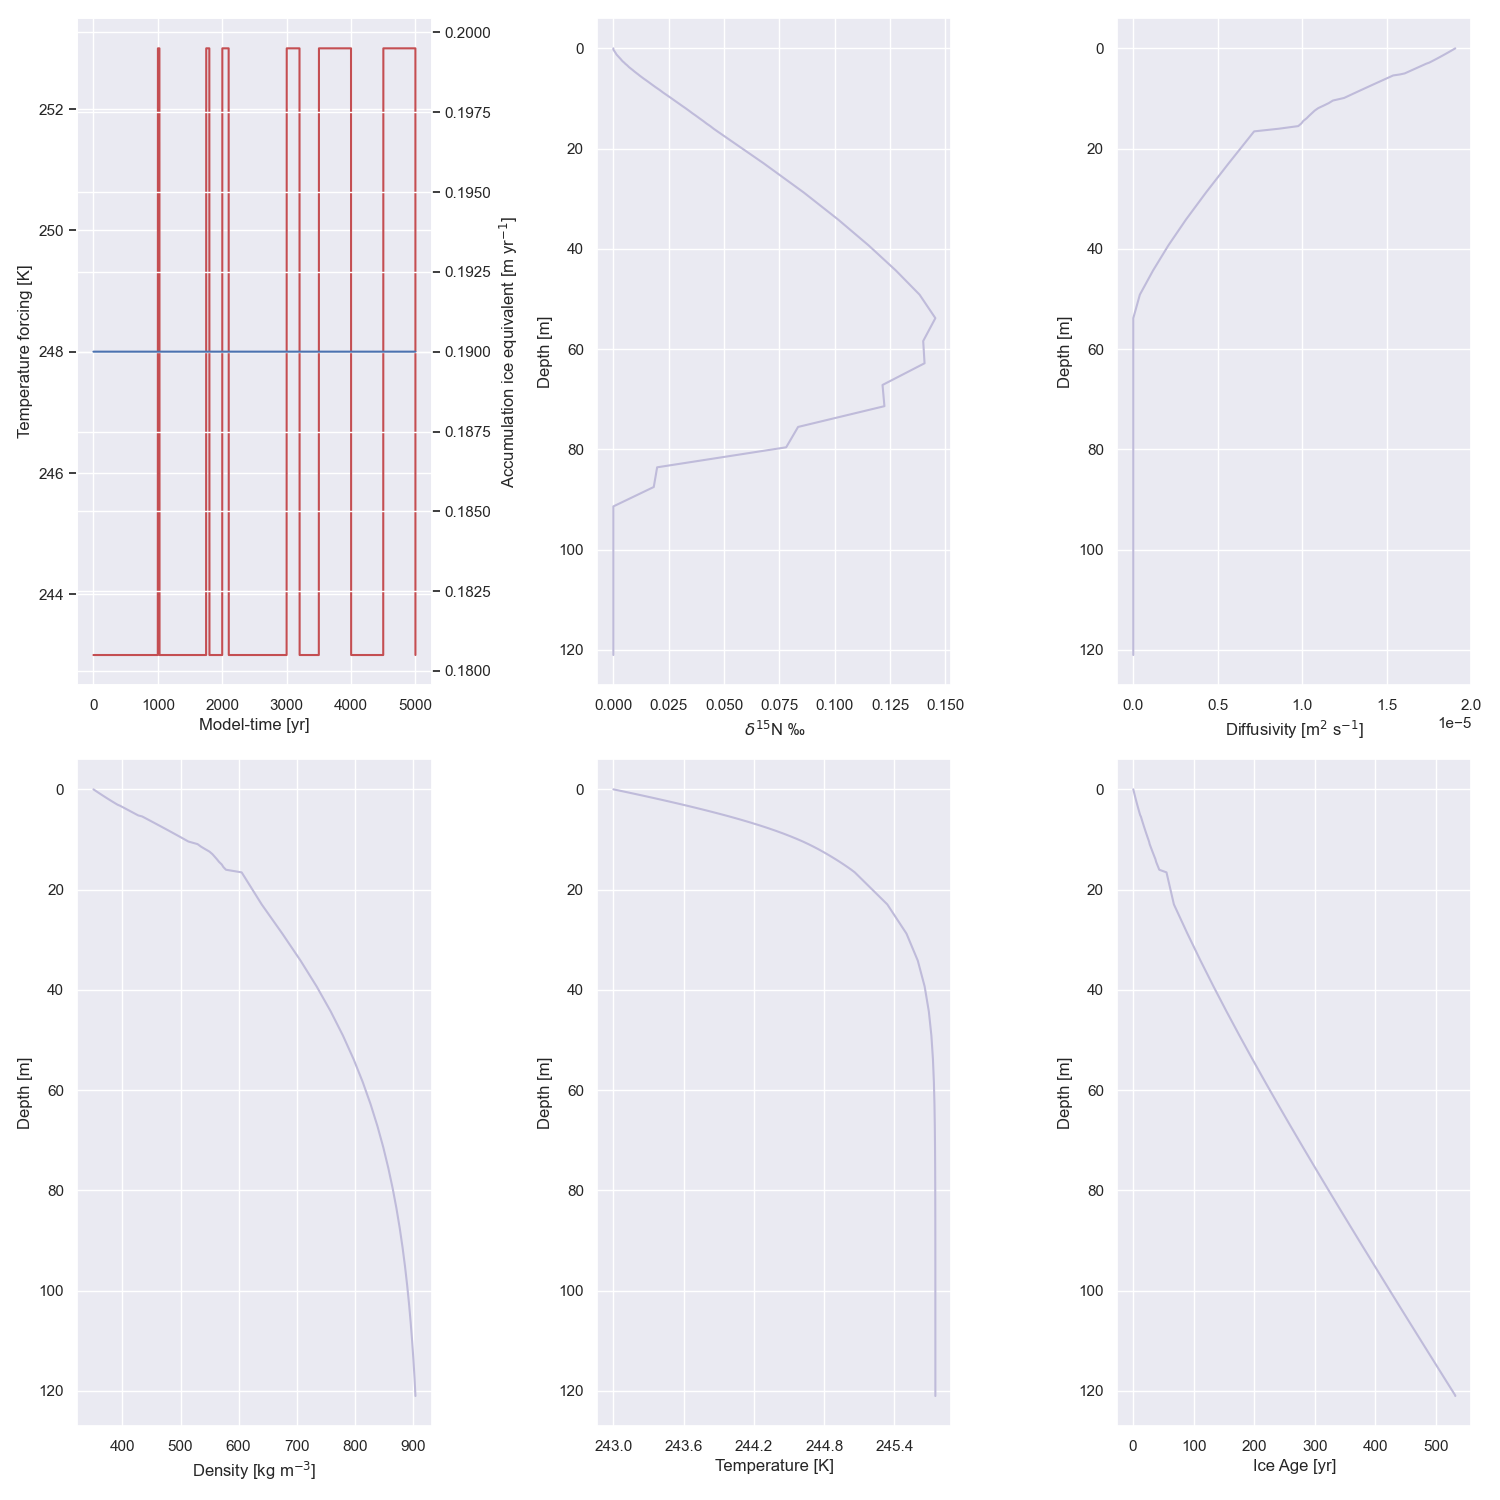 Temperature forcing [K]
252
250
248
246
244
0 1000 2000 3000 4000 5000
Model-time [yr]
0.2000
0.1975
0.1950
0.1925
0.1900
0.1875
0.1850
0.1825
0.1800
Accumulation ice equivalent [m yr⁻¹]
Depth [m]
0
20
40
60
80
100
120
0.000 0.025 0.050 0.075 0.100 0.125 0.150
δ¹⁵N ‰
Depth [m]
0
20
40
60
80
100
120
0.0 0.5 1.0 1.5 2.0
1e−5
Diffusivity [m² s⁻¹]
Depth [m]
0
20
40
60
80
100
120
400 500 600 700 800 900
Density [kg m⁻³]
Depth [m]
0
20
40
60
80
100
120
243.0 243.6 244.2 244.8 245.4
Temperature [K]
Depth [m]
0
20
40
60
80
100
120
0 100 200 300 400 500
Ice Age [yr]